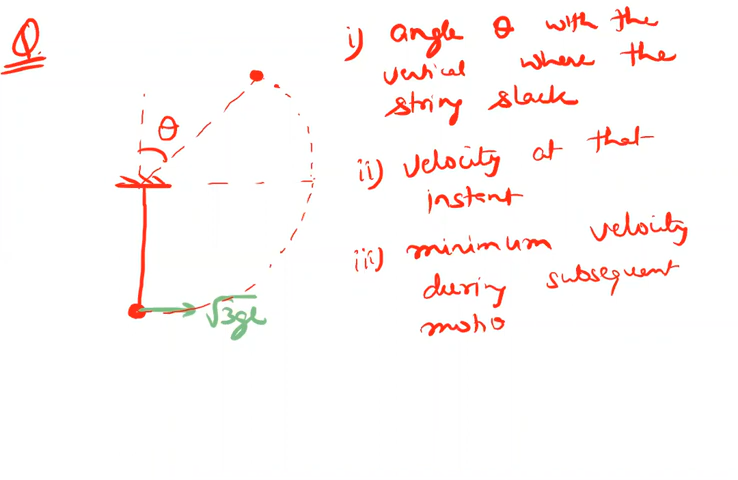 Q
i) angle θ with the
vertical where the
string slack
θ
ii) velocity at that
instant
iii) minimum velocity
during subsequent
motio
√3gl